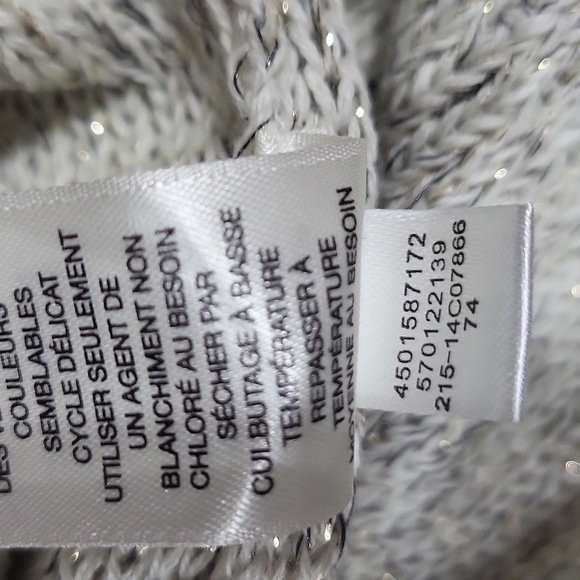 COULEURS
SEMBLABLES
CYCLE DÉLICAT
UTILISER SEULEMENT
UN AGENT DE
BLANCHIMENT NON
CHLORÉ AU BESOIN
SÉCHER PAR
CULBUTAGE À BASSE
TEMPÉRATURE
REPASSER À
TEMPÉRATURE
AU BESOIN
4501587172
570122139
215-14C07866
74